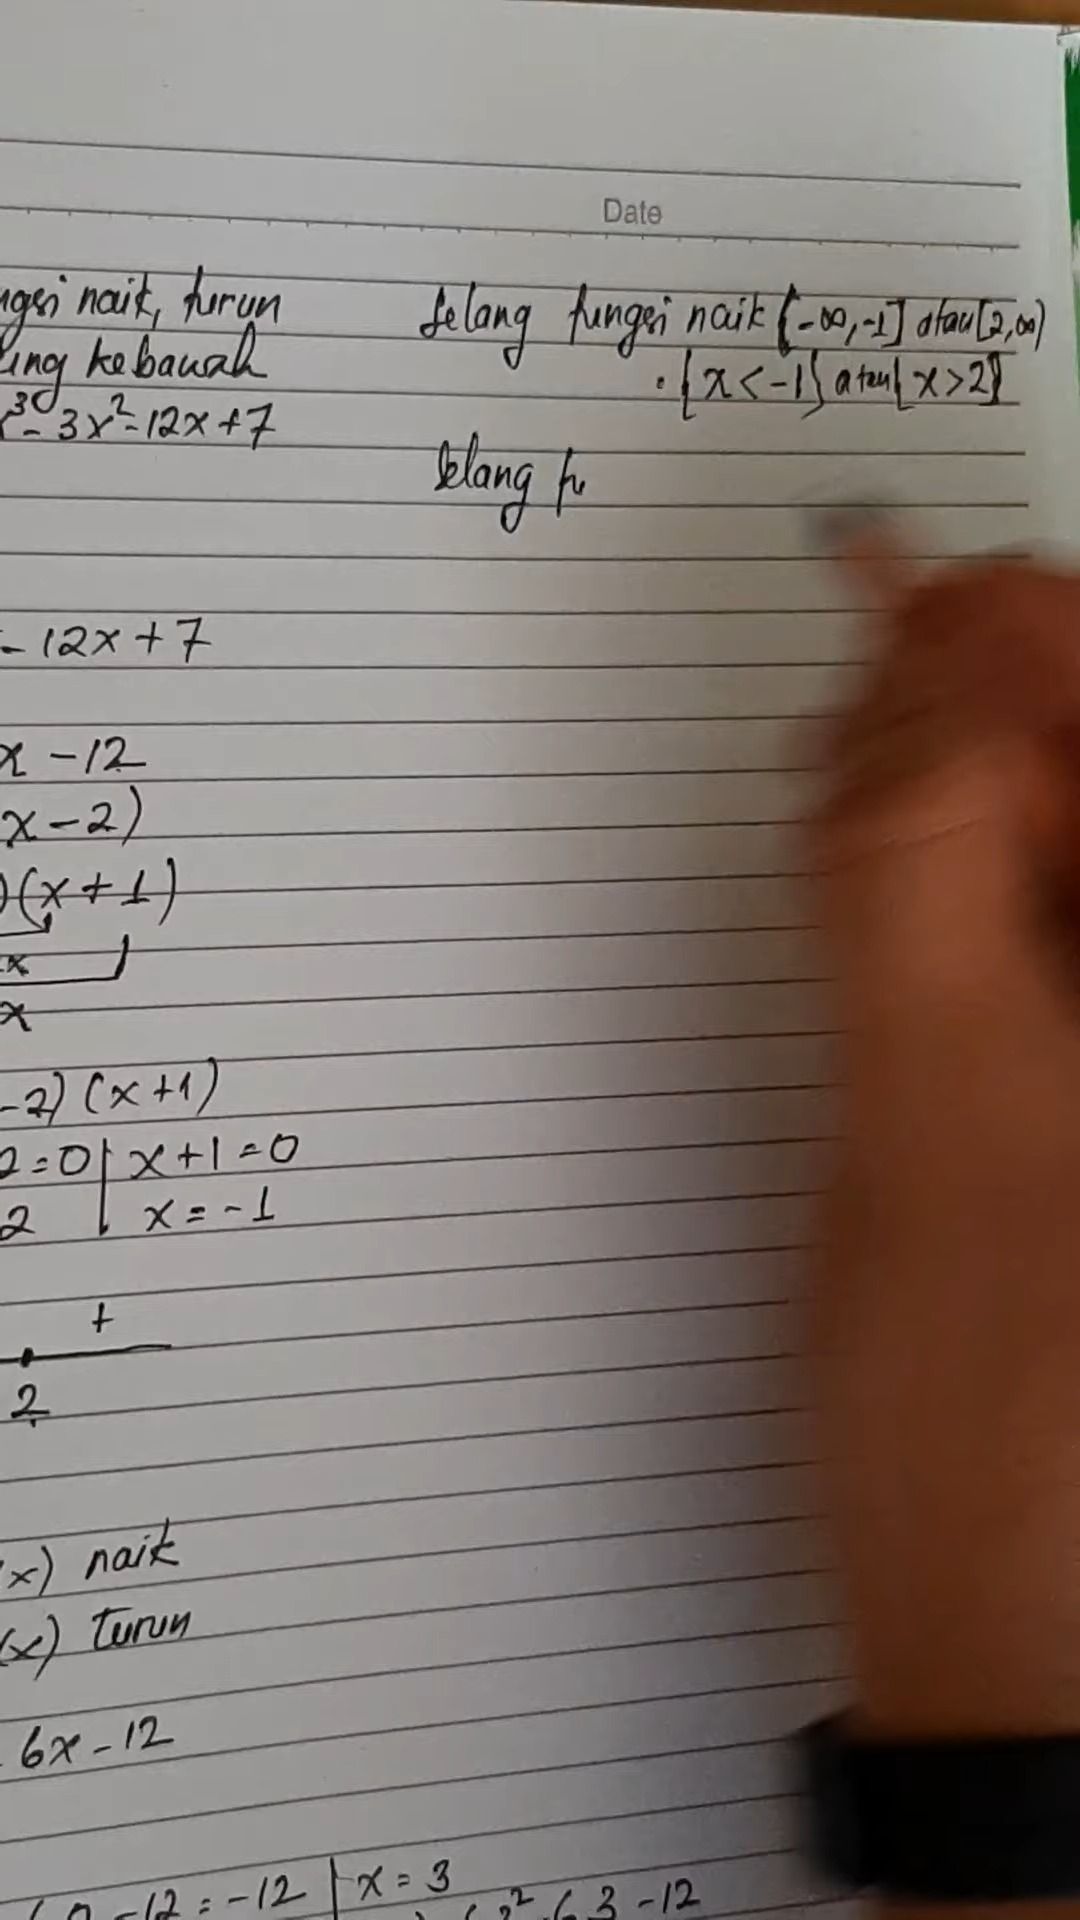 Date
naik, turun
kebawah
- 3x² - 12x + 7
- 12x + 7
x - 12
x - 2)
)(x + 1)
x
x
-2) (x+1)
2=0 | x+1=0
2 | x = -1
+
2
x) naik
(x) turun
6x - 12
-12 = -12 | x = 3
6.3 - 12
Selang fungsi naik [-∞,-1] atau [2,∞)
· {x < -1} atau {x > 2}
Selang fu